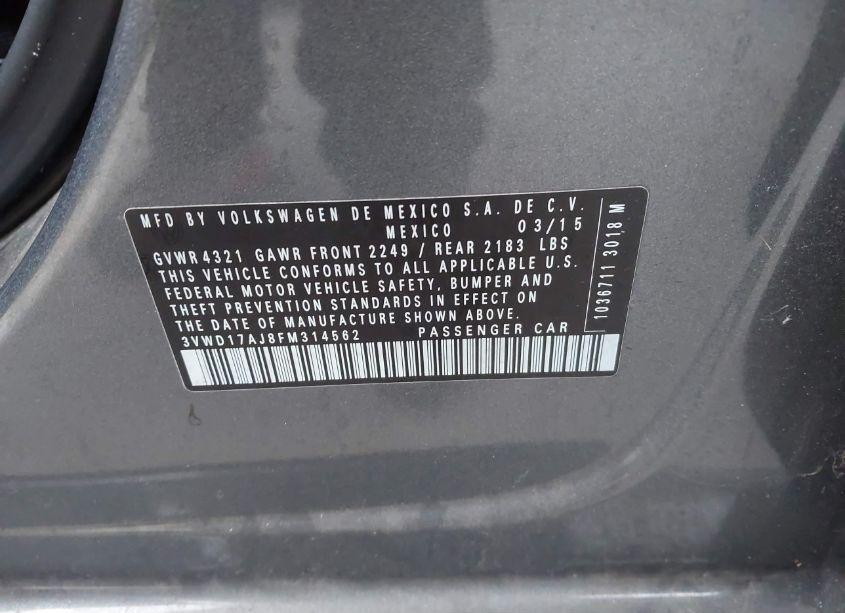 MFD BY VOLKSWAGEN DE MEXICO S.A. DE C.V.
MEXICO 03/15
GVWR 4321 GAWR FRONT 2249 / REAR 2183 LBS
THIS VEHICLE CONFORMS TO ALL APPLICABLE U.S.
FEDERAL MOTOR VEHICLE SAFETY, BUMPER AND
THEFT PREVENTION STANDARDS IN EFFECT ON
THE DATE OF MANUFACTURE SHOWN ABOVE.
3VWD17AJ8FM314562 PASSENGER CAR
1036711 3018 M